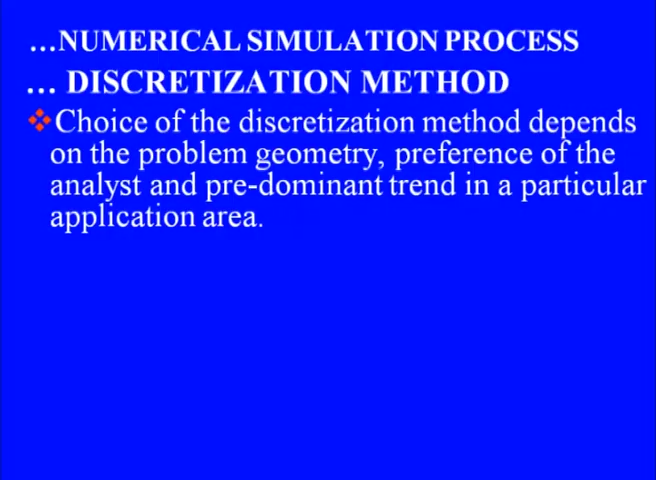 …NUMERICAL SIMULATION PROCESS
… DISCRETIZATION METHOD
❖Choice of the discretization method depends
on the problem geometry, preference of the
analyst and pre-dominant trend in a particular
application area.